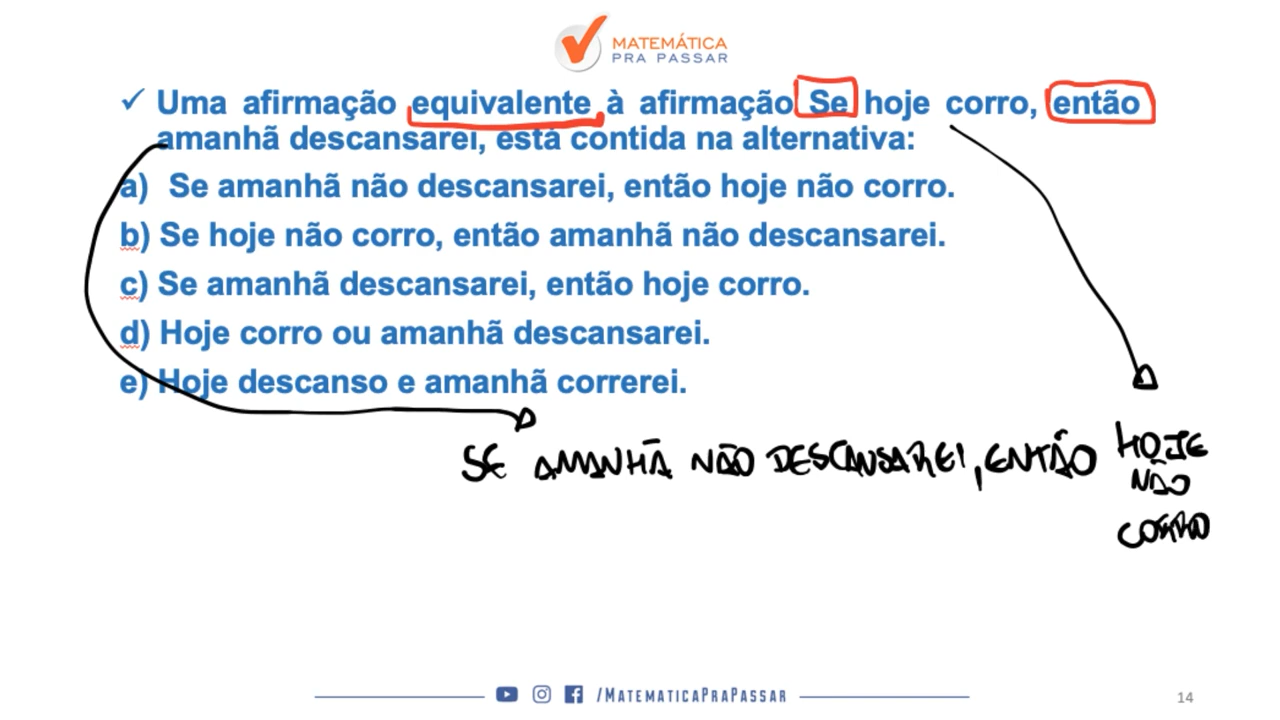 MATEMÁTICA
PRA PASSAR
✓ Uma afirmação equivalente à afirmação Se hoje corro, então
amanhã descansarei, está contida na alternativa:
a) Se amanhã não descansarei, então hoje não corro.
b) Se hoje não corro, então amanhã não descansarei.
c) Se amanhã descansarei, então hoje corro.
d) Hoje corro ou amanhã descansarei.
e) Hoje descanso e amanhã correrei.
SE AMANHÃ NÃO DESCANSAREI, ENTÃO HOJE
NÃO
CORRO
/MATEMATICAPRAPASSAR
14